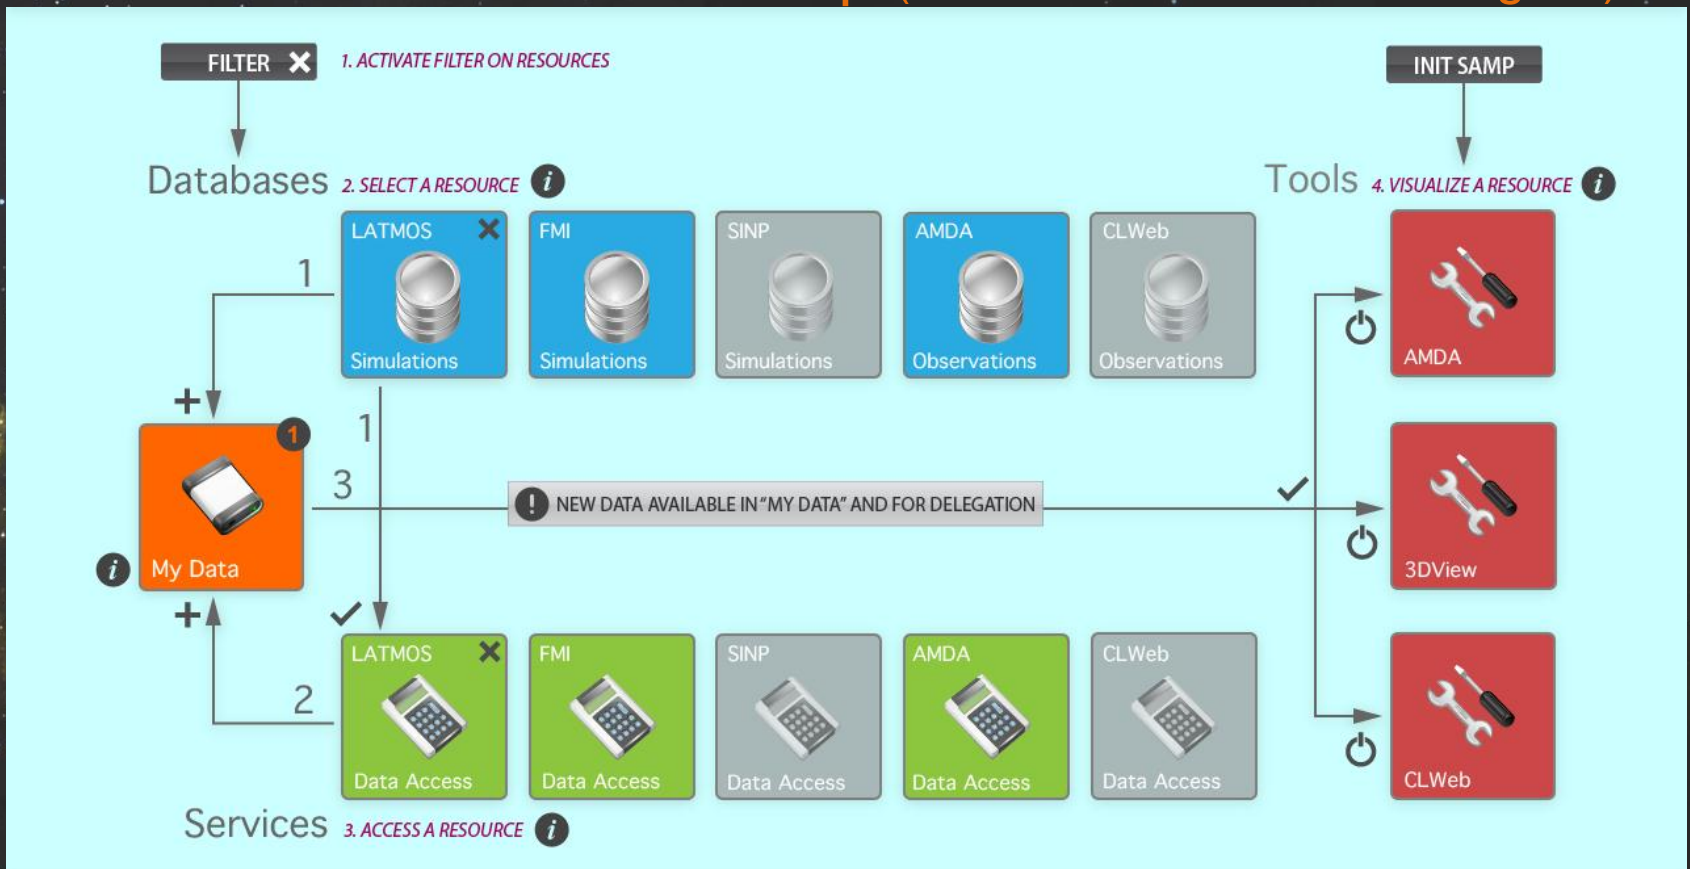 FILTER
1. ACTIVATE FILTER ON RESOURCES
INIT SAMP
Databases
2. SELECT A RESOURCE
i
Tools
4. VISUALIZE A RESOURCE
i
LATMOS
Simulations
FMI
Simulations
SINP
Simulations
AMDA
Observations
CLWeb
Observations
AMDA
1
+
1
1
My Data
i
3
! NEW DATA AVAILABLE IN “MY DATA” AND FOR DELEGATION
3DView
+
2
LATMOS
Data Access
FMI
Data Access
SINP
Data Access
AMDA
Data Access
CLWeb
Data Access
CLWeb
Services
3. ACCESS A RESOURCE
i